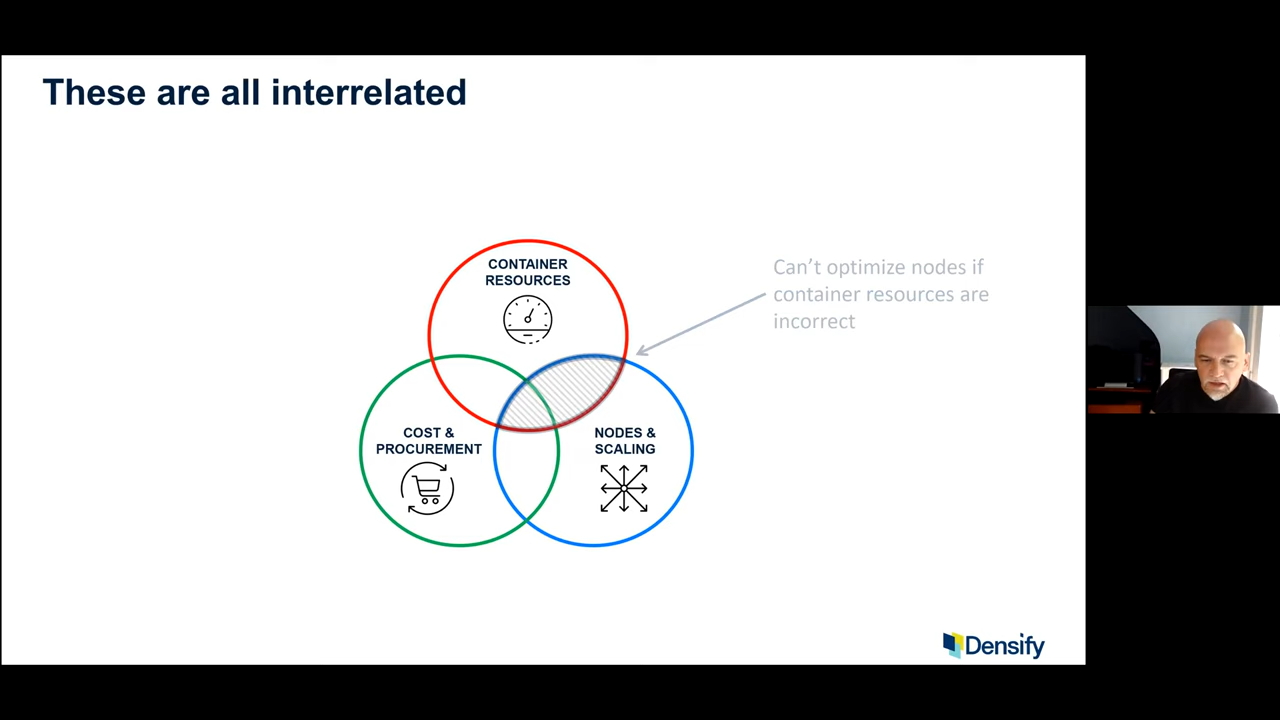 These are all interrelated
CONTAINER
RESOURCES
Can’t optimize nodes if
container resources are
incorrect
COST &
PROCUREMENT
NODES &
SCALING
Densify